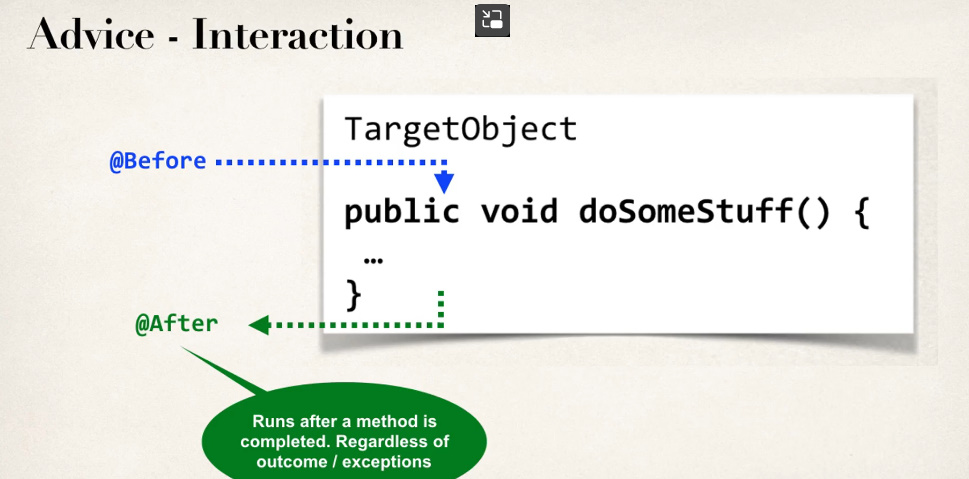 Advice - Interaction
TargetObject
@Before
public void doSomeStuff() {
…
}
@After
Runs after a method is
completed. Regardless of
outcome / exceptions